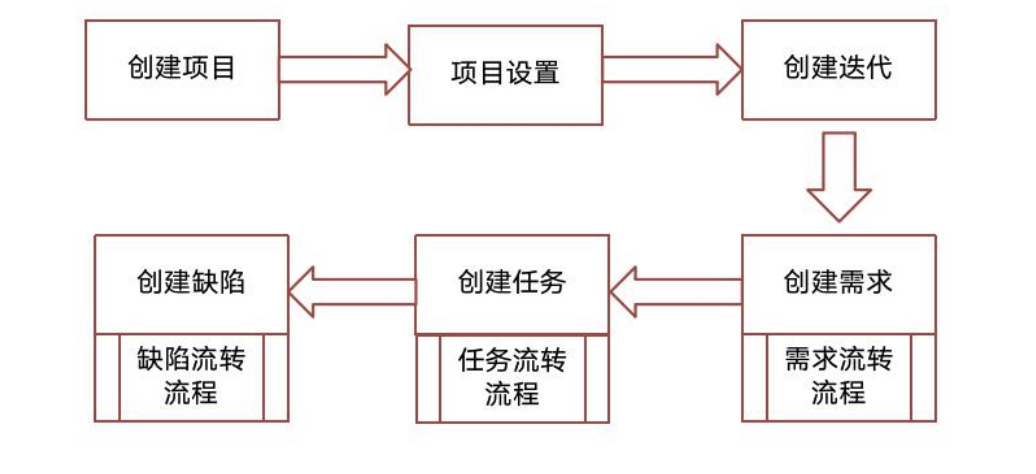 创建项目
项目设置
创建迭代
创建缺陷
创建任务
创建需求
缺陷流转
流程
任务流转
流程
需求流转
流程